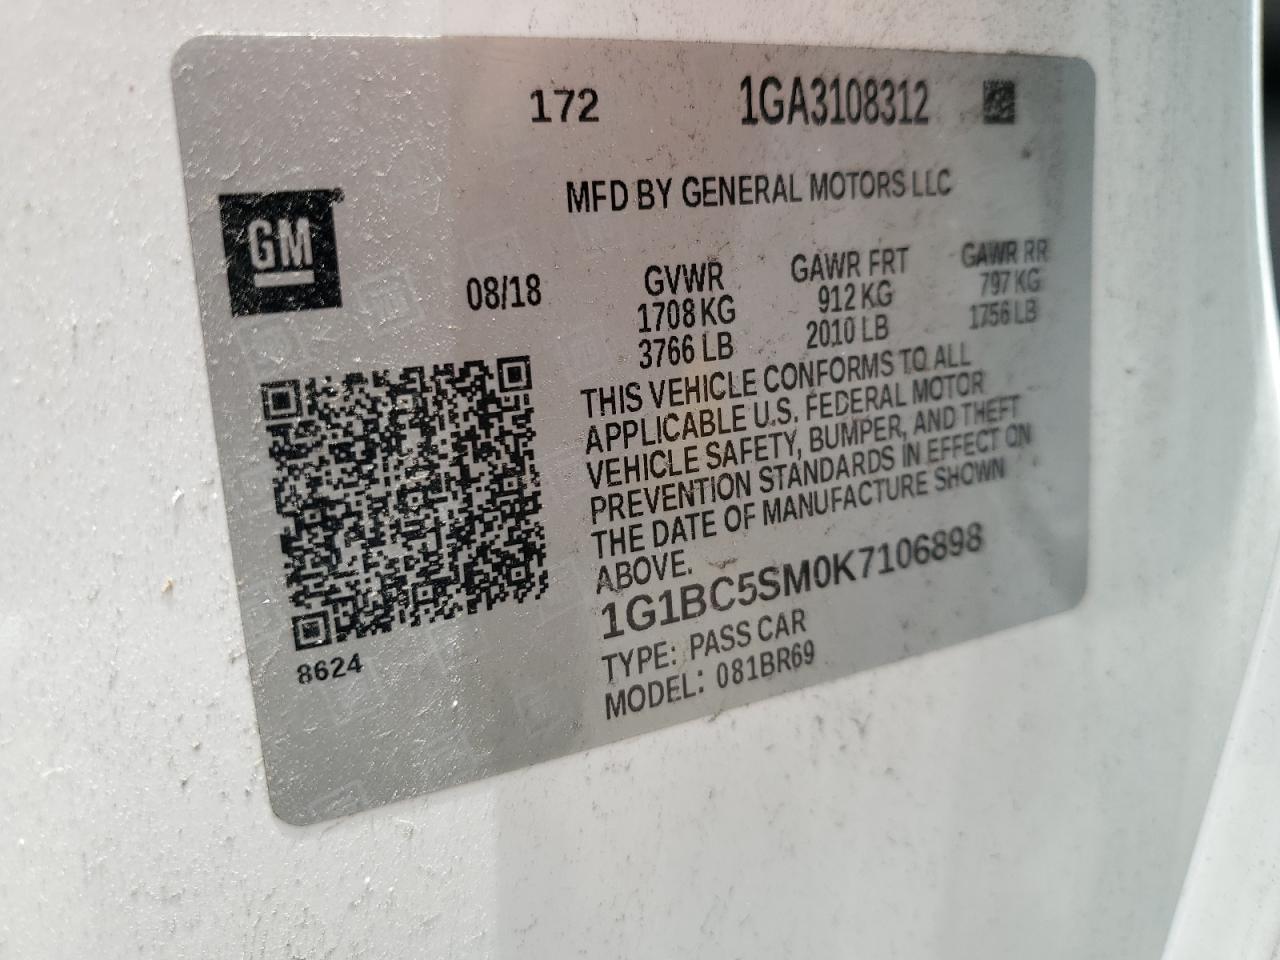 172 1GA3108312
MFD BY GENERAL MOTORS LLC
GM
08/18
GVWR GAWR FRT GAWR RR
1708 KG 912 KG 797 KG
3766 LB 2010 LB 1756 LB
THIS VEHICLE CONFORMS TO ALL
APPLICABLE U.S. FEDERAL MOTOR
VEHICLE SAFETY, BUMPER, AND THEFT
PREVENTION STANDARDS IN EFFECT ON
THE DATE OF MANUFACTURE SHOWN
ABOVE.
1G1BC5SM0K7106898
TYPE: PASS CAR
MODEL: 081BR69
8624